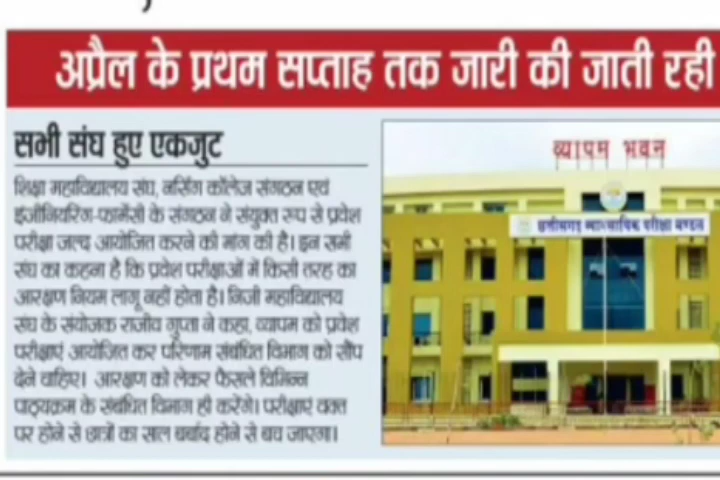 अप्रैल के प्रथम सप्ताह तक जारी की जाती रही
सभी संघ हुए एकजुट
शिक्षा महाविद्यालय संघ, नर्सिंग कॉलेज संगठन एवं
इंजीनियरिंग-फार्मेसी के संगठन ने संयुक्त रूप से प्रवेश
परीक्षा जल्द आयोजित करने की मांग की है। इन सभी
संघ का कहना है कि प्रवेश परीक्षाओं में किसी तरह का
आरक्षण नियम लागू नहीं होता है। निजी महाविद्यालय
संघ के संयोजक राजीव गुप्ता ने कहा, व्यापम को प्रवेश
परीक्षाएं आयोजित कर परिणाम संबंधित विभाग को सौंप
देने चाहिए। आरक्षण को लेकर फैसले विभिन्न
पाठ्यक्रम के संबंधित विभाग ही करेंगे। परीक्षाएं वक्त
पर होने से छात्रों का साल बर्बाद होने से बच जाएगा।
व्यापम भवन
छत्तीसगढ़ व्यावसायिक परीक्षा मण्डल